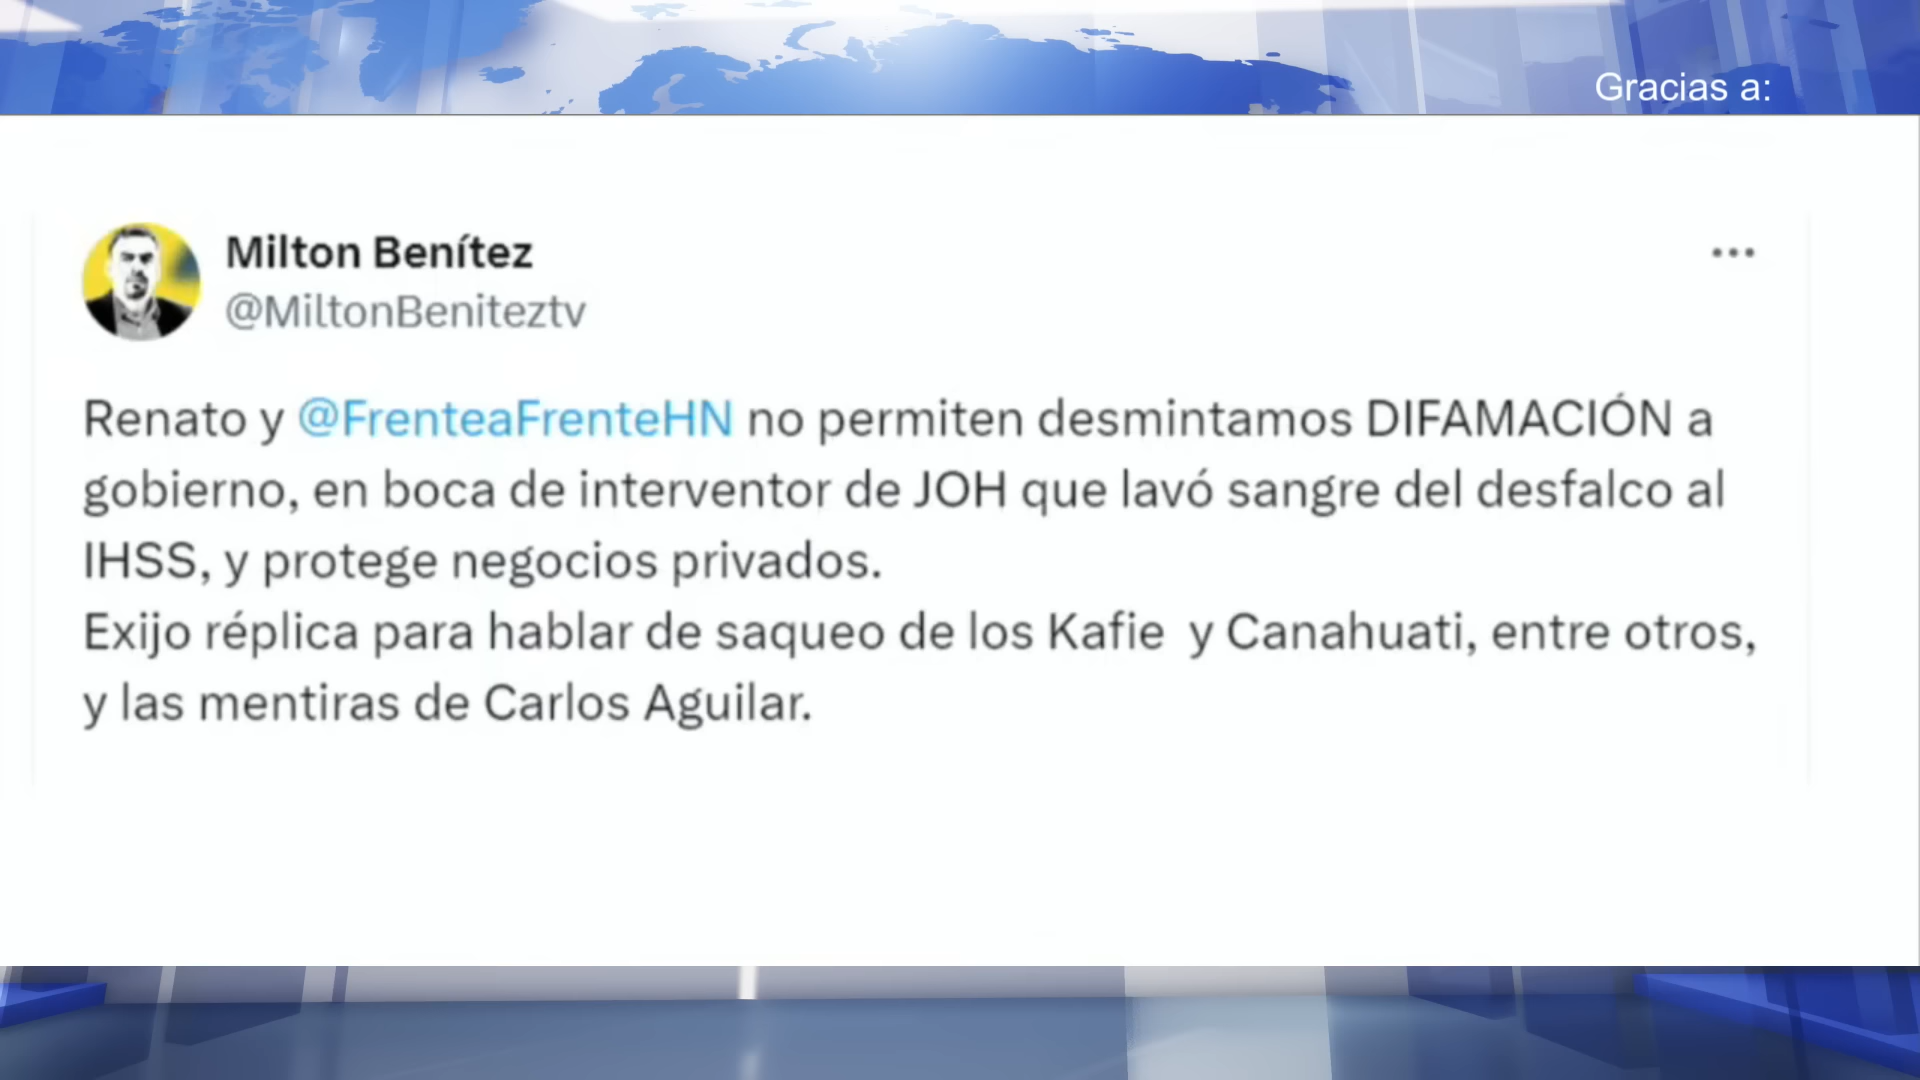 Gracias a:
Milton Benítez
@MiltonBeniteztv
Renato y @FrenteaFrenteHN no permiten desmintamos DIFAMACIÓN a
gobierno, en boca de interventor de JOH que lavó sangre del desfalco al
IHSS, y protege negocios privados.
Exijo réplica para hablar de saqueo de los Kafie y Canahuati, entre otros,
y las mentiras de Carlos Aguilar.